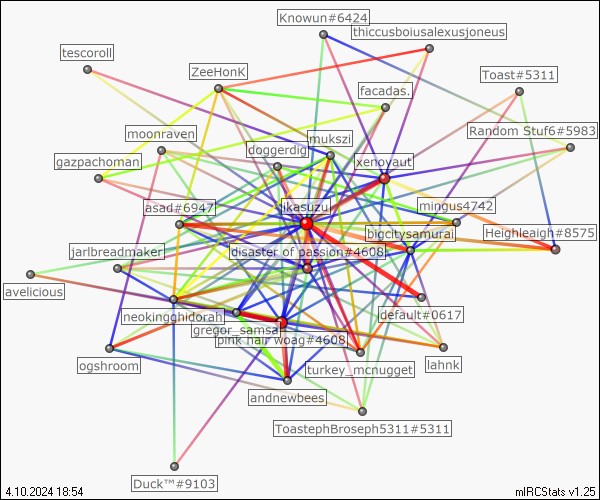 Knowun#6424
thiccusboiusalexusjoneus
tescoroll
ZeeHonK
Toast#5311
facadas.
moonraven
mukszi
Random Stuf6#5983
doggerdig
xenoyaut
gazpachoman
asad#6947
jikasuzu
mingus4742
bigcitysamurai
Heighleaigh#8575
jarlbreadmaker
disaster of passion#4608
avelicious
neokingghidorah
default#0617
gregor_samsa
pink hair woag#4608
ogshroom
turkey_mcnugget
lahnk
andnewbees
ToastephBroseph5311#5311
Duck™#9103
4.10.2024 18:54
mIRCStats v1.25